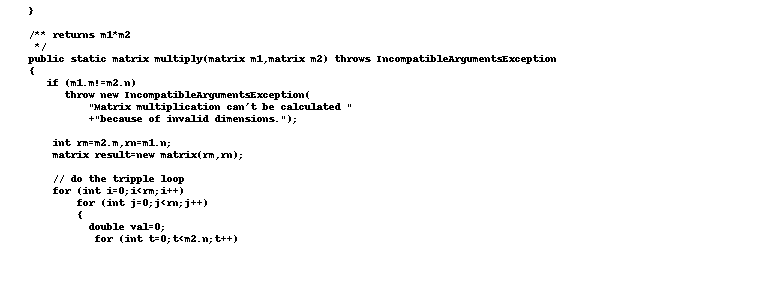 }
/** returns m1*m2
*/
public static matrix multiply(matrix m1,matrix m2) throws IncompatibleArgumentsException
{
if (m1.m!=m2.n)
throw new IncompatibleArgumentsException(
"Matrix multiplication can't be calculated "
+"because of invalid dimensions.");
int rm=m2.m,rn=m1.n;
matrix result=new matrix(rm,rn);
// do the tripple loop
for (int i=0;i<rm;i++)
for (int j=0;j<rn;j++)
{
double val=0;
for (int t=0;t<m2.n;t++)